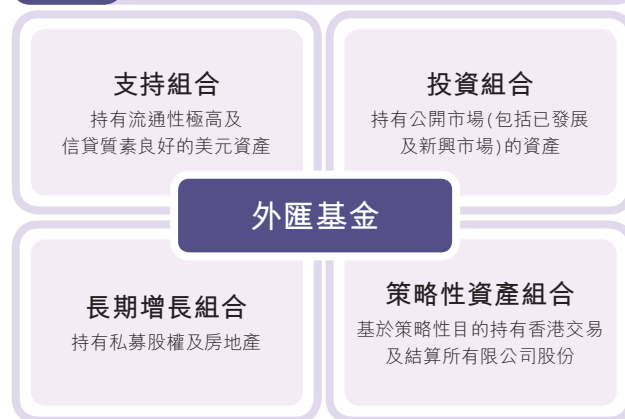 支持組合
持有流通性極高及
信貸質素良好的美元資產
投資組合
持有公開市場(包括已發展
及新興市場)的資產
外匯基金
長期增長組合
持有私募股權及房地產
策略性資產組合
基於策略性目的持有香港交易
及結算所有限公司股份